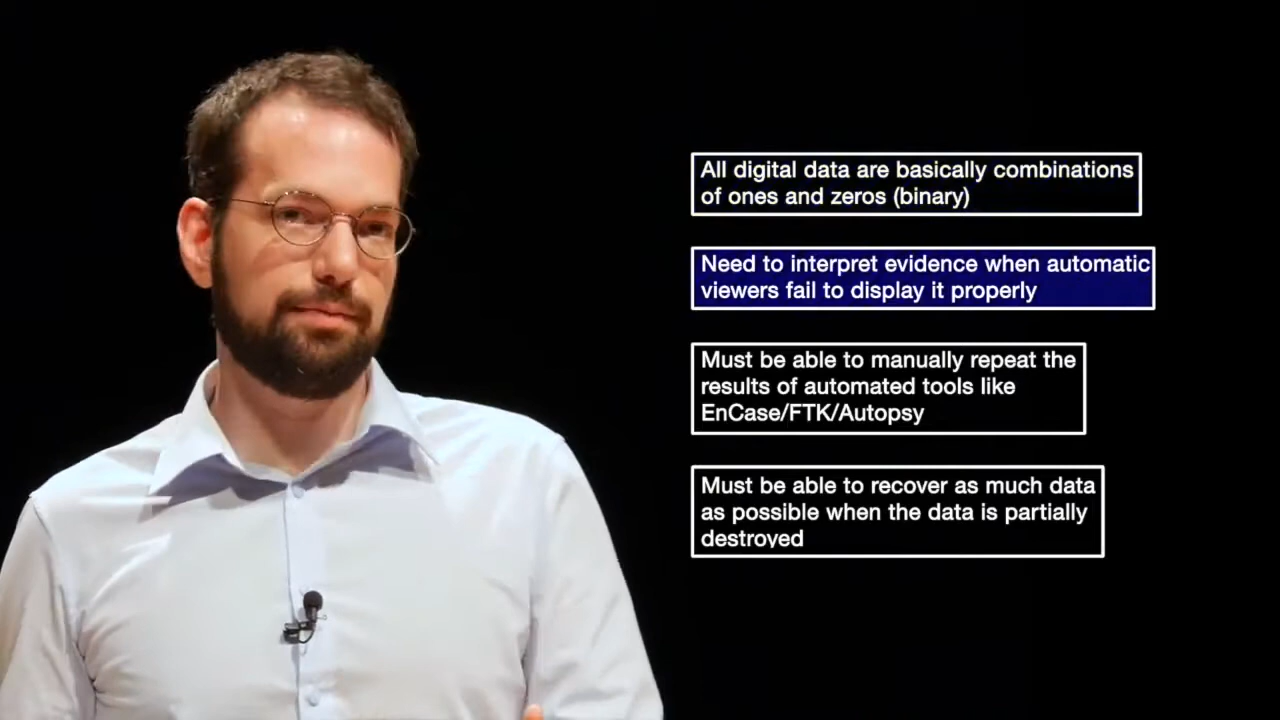 All digital data are basically combinations
of ones and zeros (binary)
Need to interpret evidence when automatic
viewers fail to display it properly
Must be able to manually repeat the
results of automated tools like
EnCase/FTK/Autopsy
Must be able to recover as much data
as possible when the data is partially
destroyed